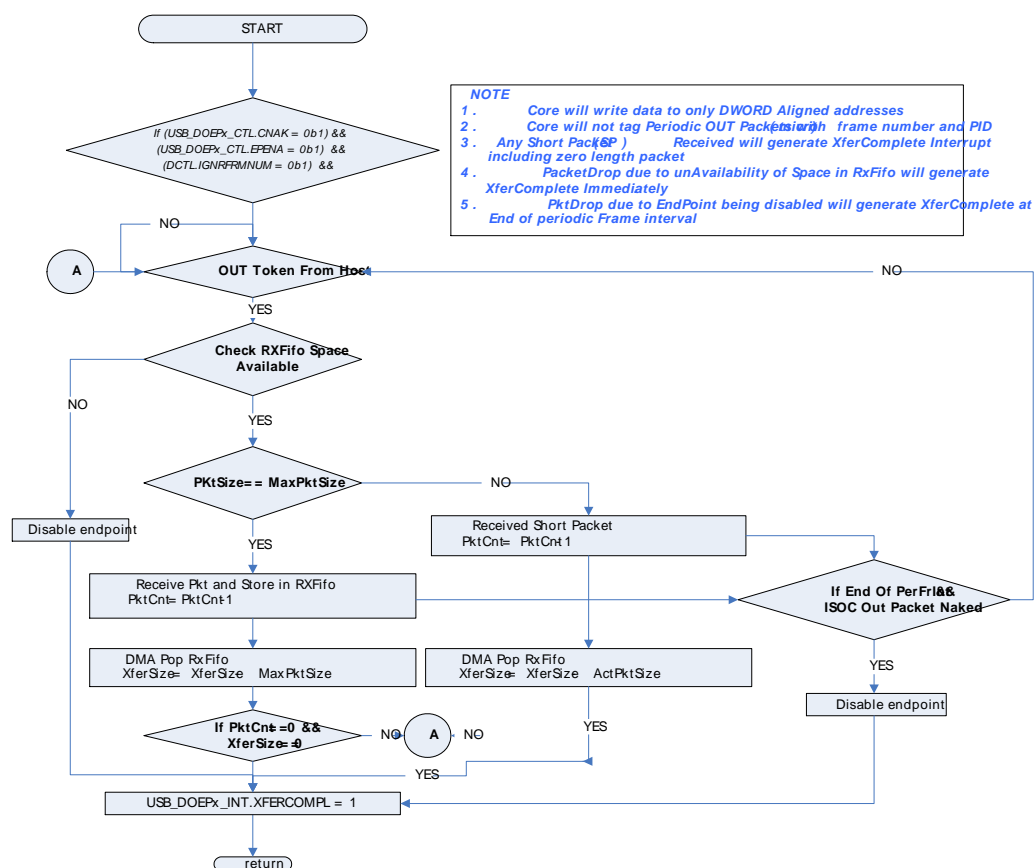 START
If (USB_DOEPx_CTL.CNAK = 0b1) &&
(USB_DOEPx_CTL.EPENA = 0b1) &&
(DCTL.IGNRFRMNUM = 0b1) &&
NOTE
1. Core will write data to only DWORD Aligned addresses
2. Core will not tag Periodic OUT Packets with frame number and PID
3. Any Short Packet (SP) Received will generate XferComplete Interrupt
including zero length packet
4. PacketDrop due to unAvailability of Space in RxFifo will generate
XferComplete Immediately
5. PktDrop due to EndPoint being disabled will generate XferComplete at
End of periodic Frame interval
NO
A
OUT Token From Host
NO
YES
Check RXFifo Space
Available
NO
YES
PKtSize== MaxPktSize
NO
Disable endpoint
YES
Received Short Packet
PktCnt= PktCnt-1
Receive Pkt and Store in RXFifo
PktCnt= PktCnt-1
If End Of PerFrInt &&
ISOC Out Packet Naked
DMA Pop RxFifo
XferSize= XferSize MaxPktSize
DMA Pop RxFifo
XferSize= XferSize ActPktSize
YES
Disable endpoint
If PktCnt==0 &&
XferSize==0
NO
A
NO
YES
YES
USB_DOEPx_INT.XFERCOMPL = 1
return